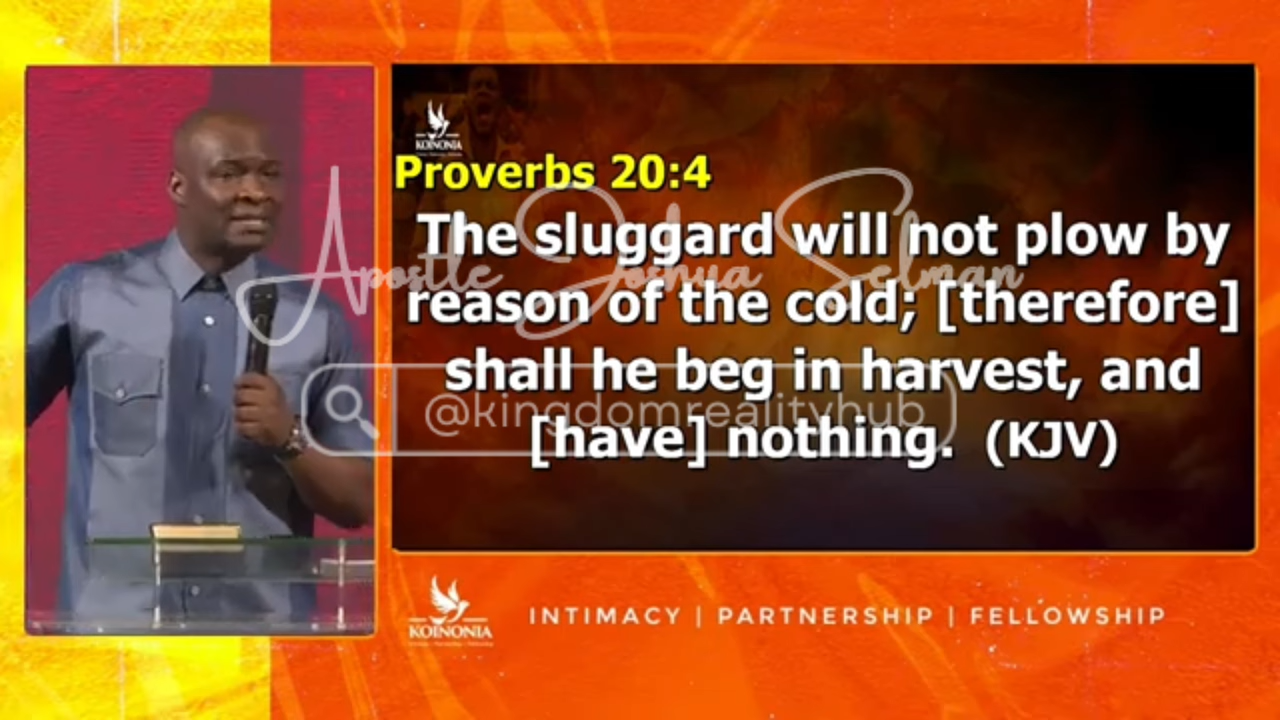 KOINONIA
Proverbs 20:4
The sluggard will not plow by
reason of the cold; [therefore]
shall he beg in harvest, and
[have] nothing. (KJV)
Apostle Joshua Selman
@kingdomrealityhub
KOINONIA
INTIMACY | PARTNERSHIP | FELLOWSHIP